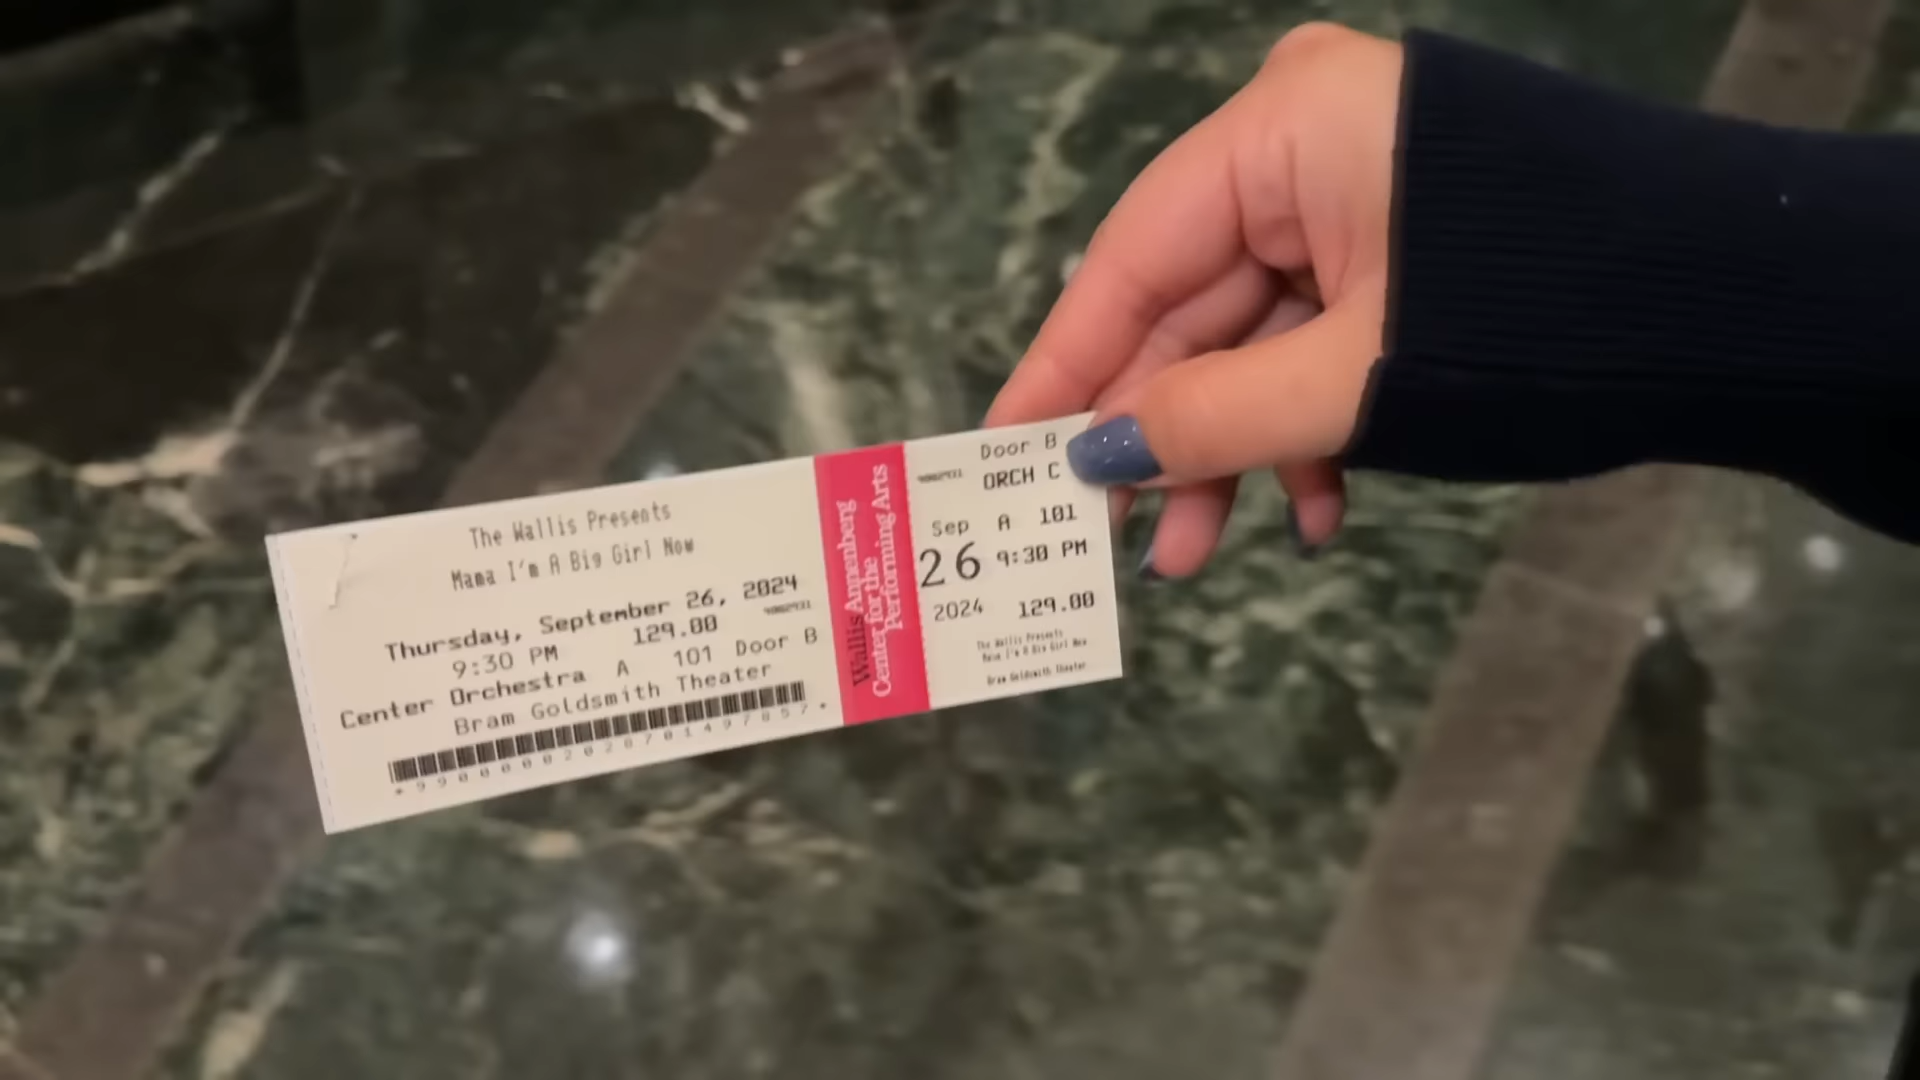 The Wallis Presents
Mama I'm A Big Girl Now
Thursday, September 26, 2024
9:30 PM 129.00
Center Orchestra A 101 Door B
Bram Goldsmith Theater
Wallis Annenberg
Center for the
Performing Arts
Door B
ORCH C
Sep A 101
26 9:30 PM
2024 129.00
The Wallis Presents
Mama I'm A Big Girl Now
Bram Goldsmith Theater